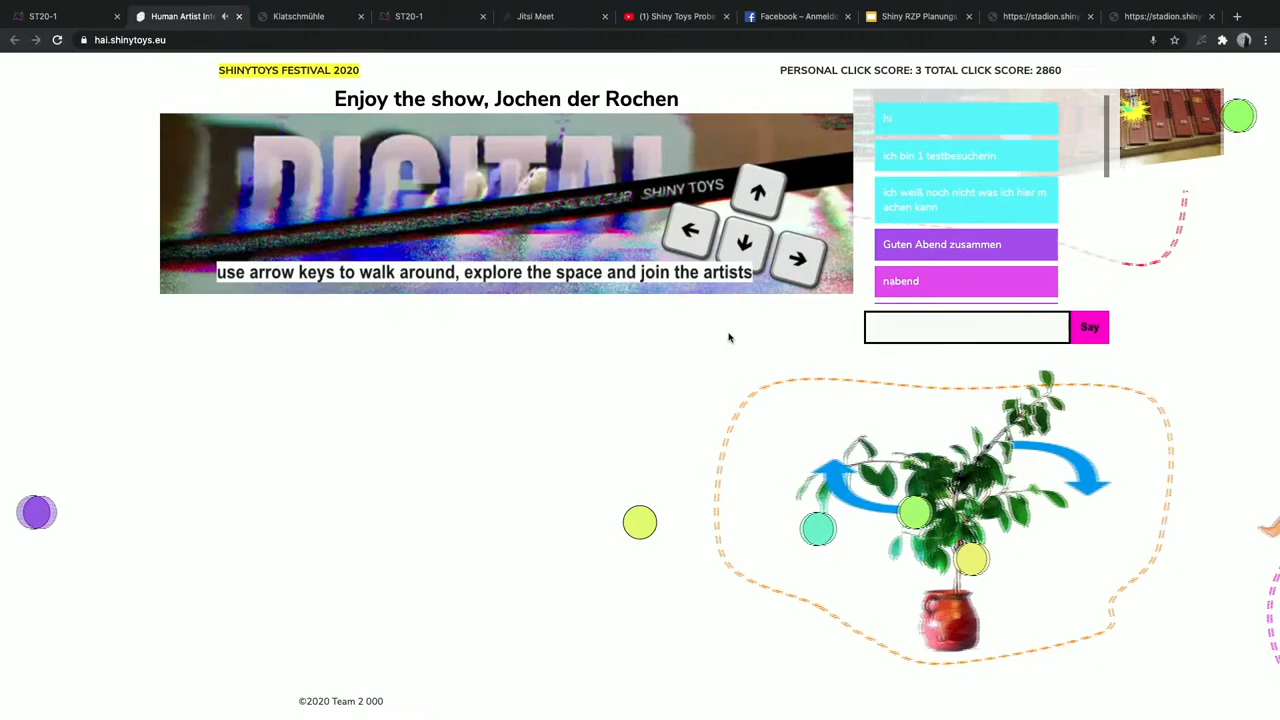 ST20-1
Human Artist Int
Klatschmühle
ST20-1
Jitsi Meet
(1) Shiny Toys Probe
Facebook – Anmelde
Shiny RZP Planungs
https://stadion.shiny
https://stadion.shiny
hai.shinytoys.eu
SHINYTOYS FESTIVAL 2020
PERSONAL CLICK SCORE: 3 TOTAL CLICK SCORE: 2860
Enjoy the show, Jochen der Rochen
DIGITAL
SHINY TOYS
use arrow keys to walk around, explore the space and join the artists
hi
ich bin 1 testbesucherin
ich weiß noch nicht was ich hier m
achen kann
Guten Abend zusammen
nabend
Say
©2020 Team 2 000